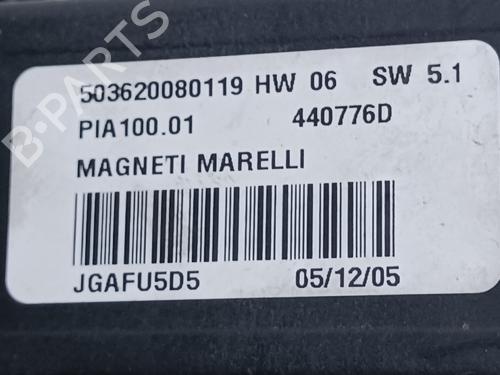 503620080119 HW 06 SW 5.1
PIA100.01 440776D
MAGNETI MARELLI
JGAFU5D5 05/12/05
B-PARTS